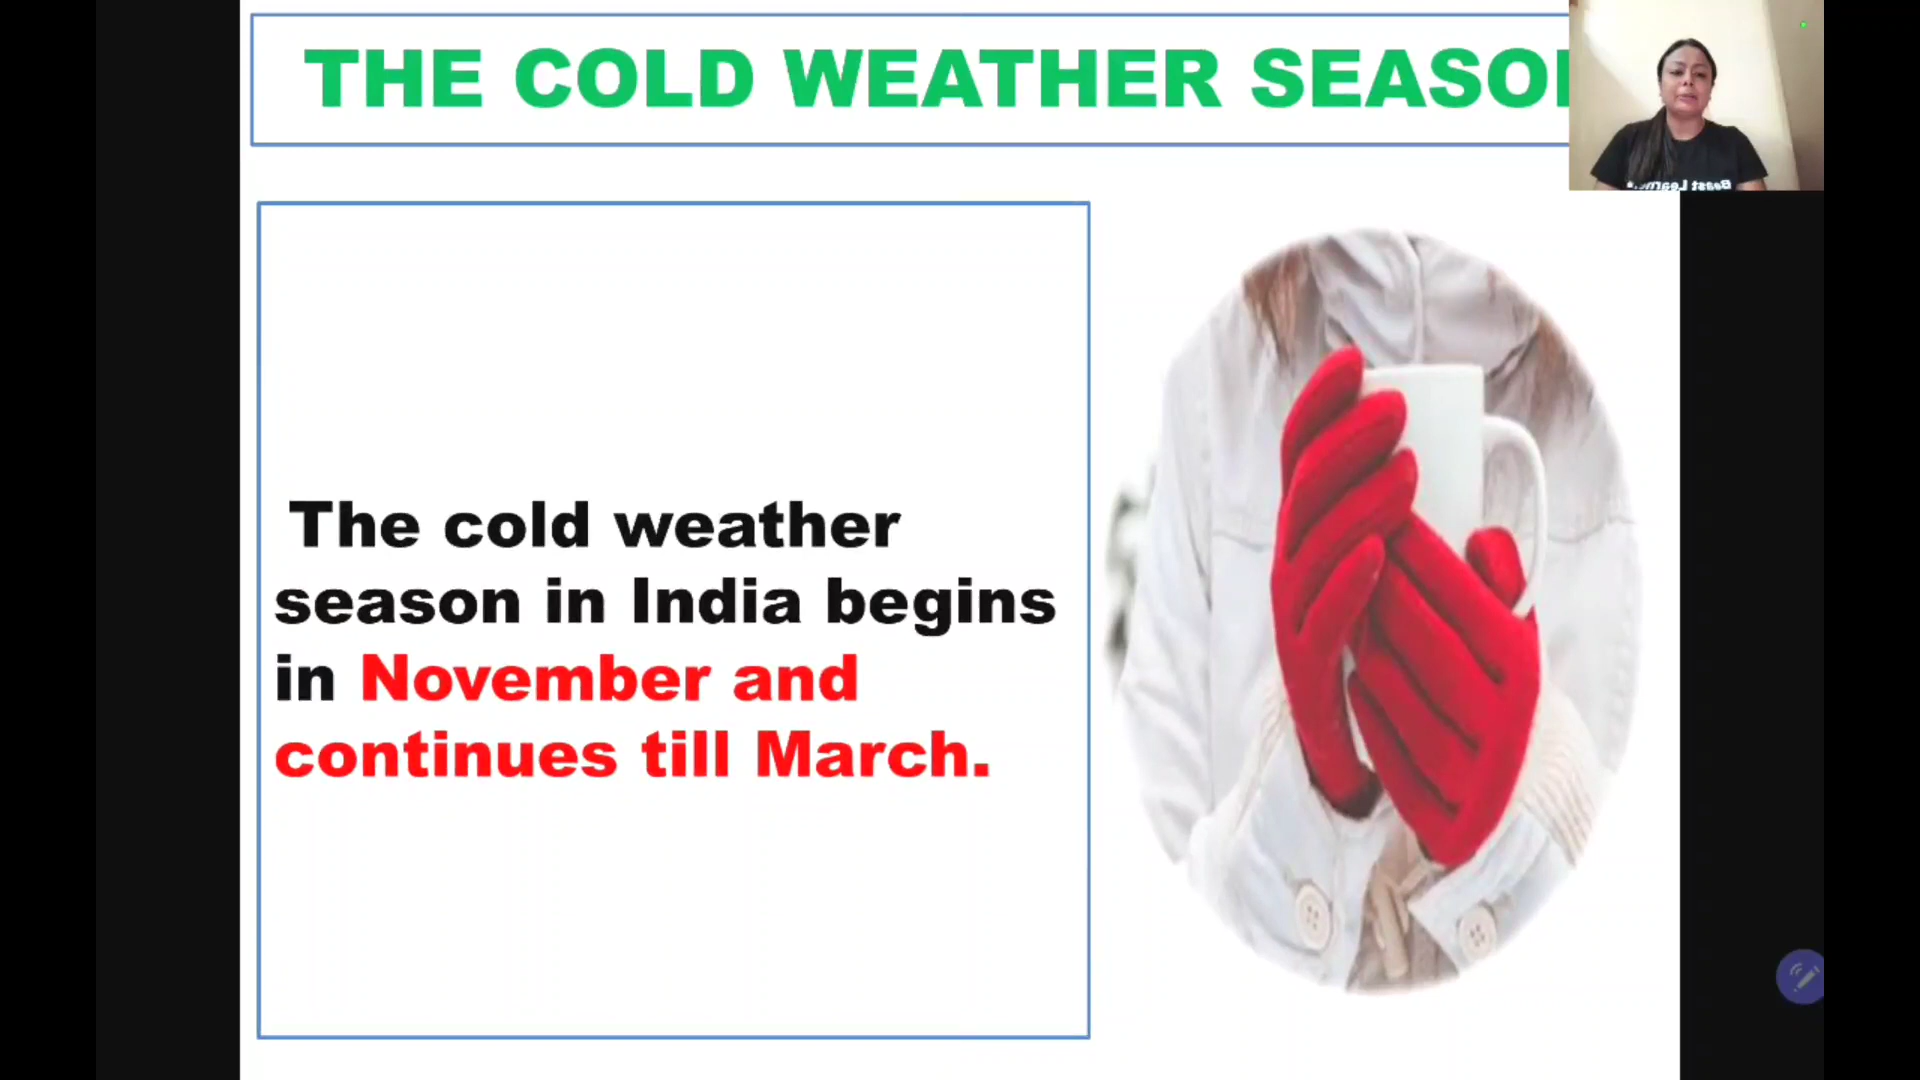 THE COLD WEATHER SEASO
The cold weather
season in India begins
in November and
continues till March.